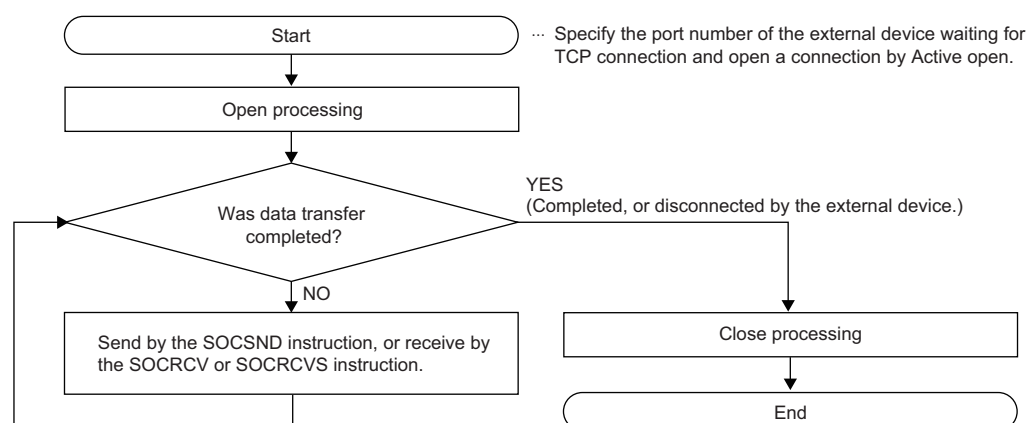 Start
··· Specify the port number of the external device waiting for
TCP connection and open a connection by Active open.
Open processing
Was data transfer
completed?
YES
(Completed, or disconnected by the external device.)
NO
Send by the SOCSND instruction, or receive by
the SOCRCV or SOCRCVS instruction.
Close processing
End